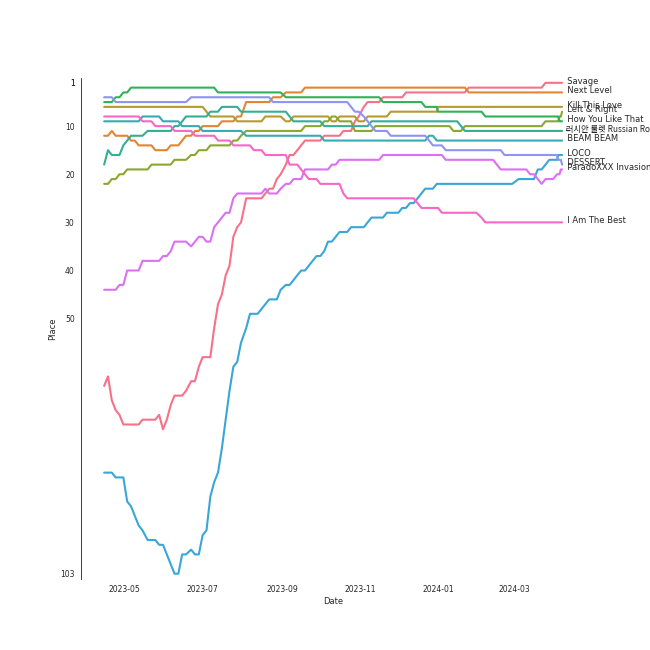 1
10
20
30
40
50
103
Place
2023-05
2023-07
2023-09
2023-11
2024-01
2024-03
Date
Savage
Next Level
Kill This Love
Left & Right
How You Like That
러시안 룰렛 Russian Ro
BEAM BEAM
LOCO
DESSERT
ParadoXXX Invasion
I Am The Best